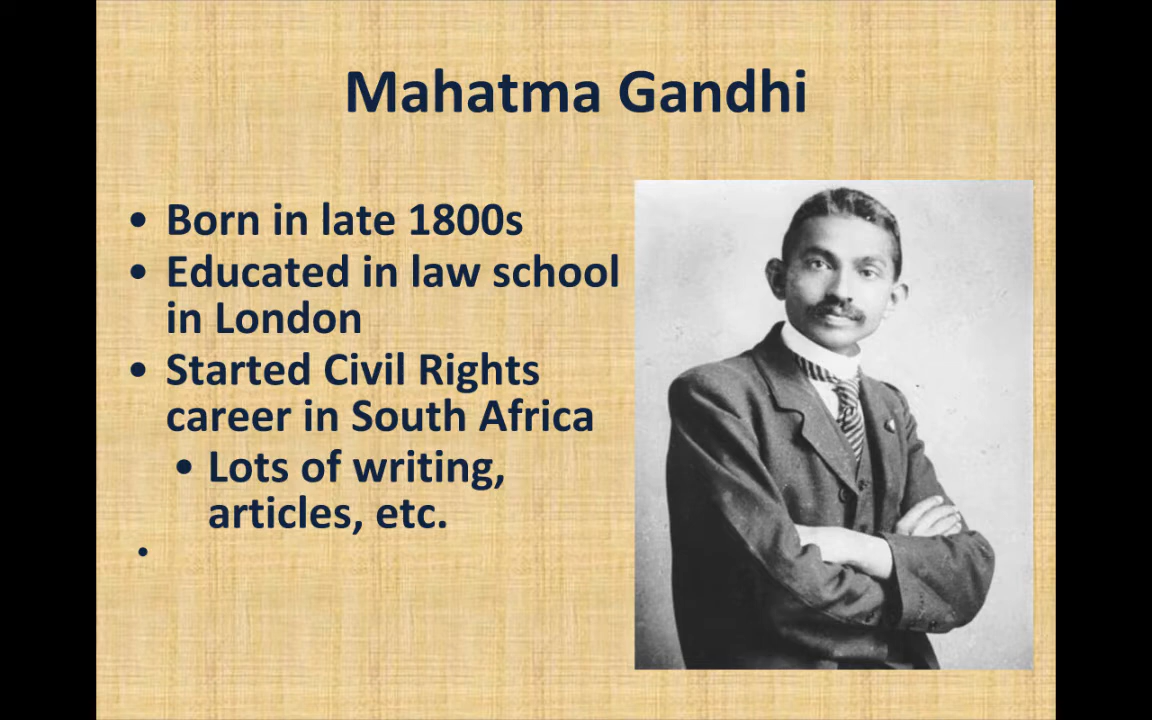 Mahatma Gandhi
• Born in late 1800s
• Educated in law school
in London
• Started Civil Rights
career in South Africa
• Lots of writing,
articles, etc.
•